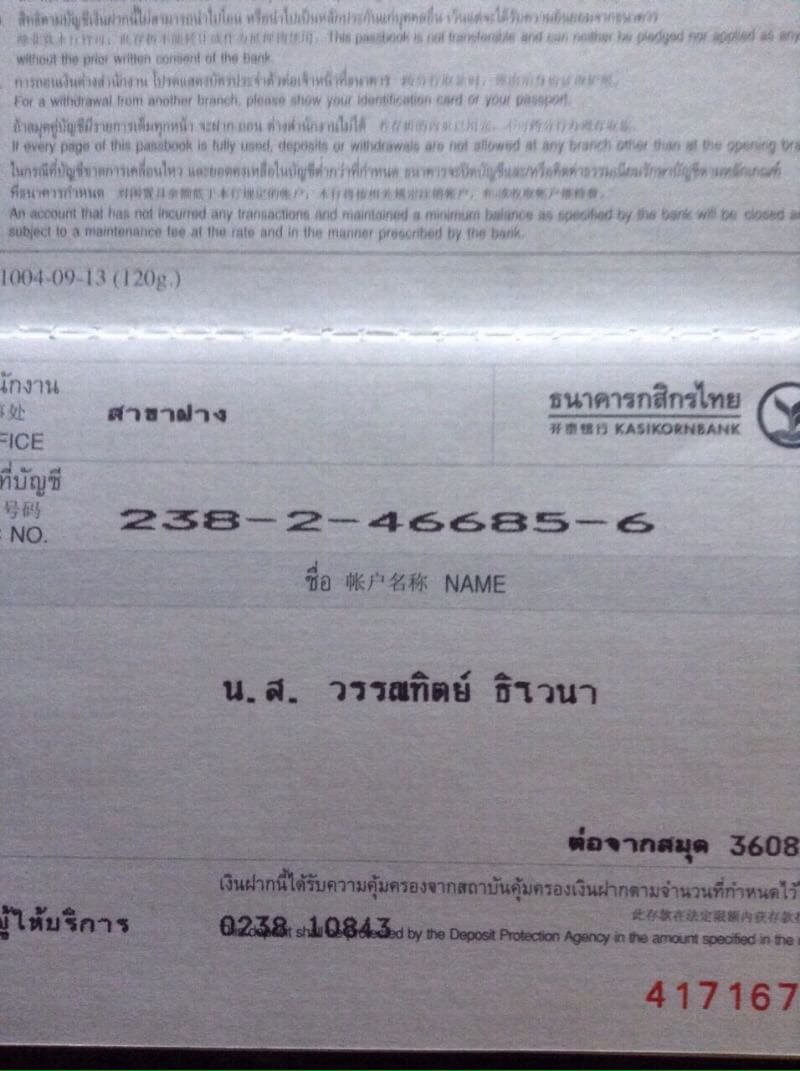 สิทธิตามบัญชีเงินฝากนี้ไม่สามารถนำไปโอน หรือนำไปเป็นหลักประกันแก่บุคคลอื่น เว้นแต่จะได้รับความยินยอมจากธนาคาร
This passbook is not transferable and can neither be pledged nor applied as any
without the prior written consent of the bank.
การถอนเงินต่างสำนักงาน โปรดแสดงบัตรประจำตัวต่อเจ้าหน้าที่ธนาคาร
For a withdrawal from another branch, please show your identification card or your passport.
ถ้าสมุดคู่บัญชีมีรายการเต็มทุกหน้า จะฝาก ถอน ต่างสำนักงานไม่ได้
If every page of this passbook is fully used, deposits or withdrawals are not allowed at any branch other than at the opening bra
ในกรณีที่บัญชีขาดการเคลื่อนไหว และยอดคงเหลือในบัญชีต่ำกว่าที่กำหนด ธนาคารจะปิดบัญชีและ/หรือคิดค่าธรรมเนียมรักษาบัญชีตามหลักเกณฑ์
ที่ธนาคารกำหนด
An account that has not incurred any transactions and maintained a minimum balance as specified by the bank will be closed a
subject to a maintenance fee at the rate and in the manner prescribed by the bank.
1004-09-13 (120g.)
นักงาน
处
FICE
สาขาฝาง
ธนาคารกสิกรไทย
开泰银行 KASIKORNBANK
ที่บัญชี
号码
NO.
238-2-46685-6
ชื่อ 帐户名称 NAME
น.ส. วรรณทิตย์ ธิเวนา
ต่อจากสมุด 3608
เงินฝากนี้ได้รับความคุ้มครองจากสถาบันคุ้มครองเงินฝากตามจำนวนที่กำหนดไว้
此存款在法定限额内获存款
ผู้ให้บริการ
0238 10843
This deposit shall be protected by the Deposit Protection Agency in the amount specified in the
417167